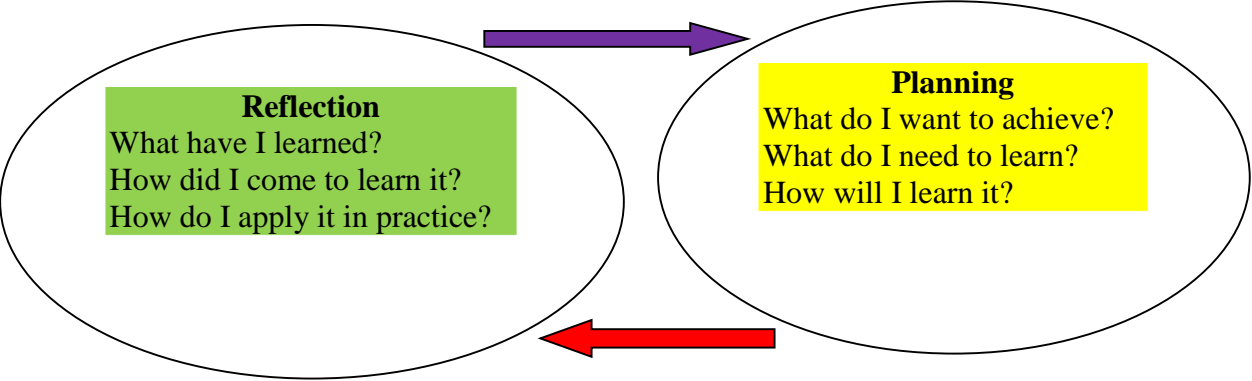 Reflection
What have I learned?
How did I come to learn it?
How do I apply it in practice?
Planning
What do I want to achieve?
What do I need to learn?
How will I learn it?